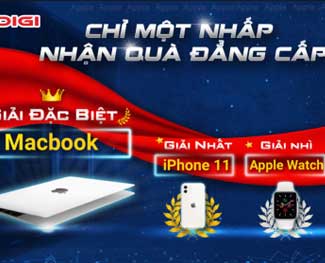 DIGI
CHỈ MỘT NHẤP
NHẬN QUÀ ĐẲNG CẤP
GIẢI ĐẶC BIỆT
Macbook
GIẢI NHẤT
iPhone 11
GIẢI NHÌ
Apple Watch